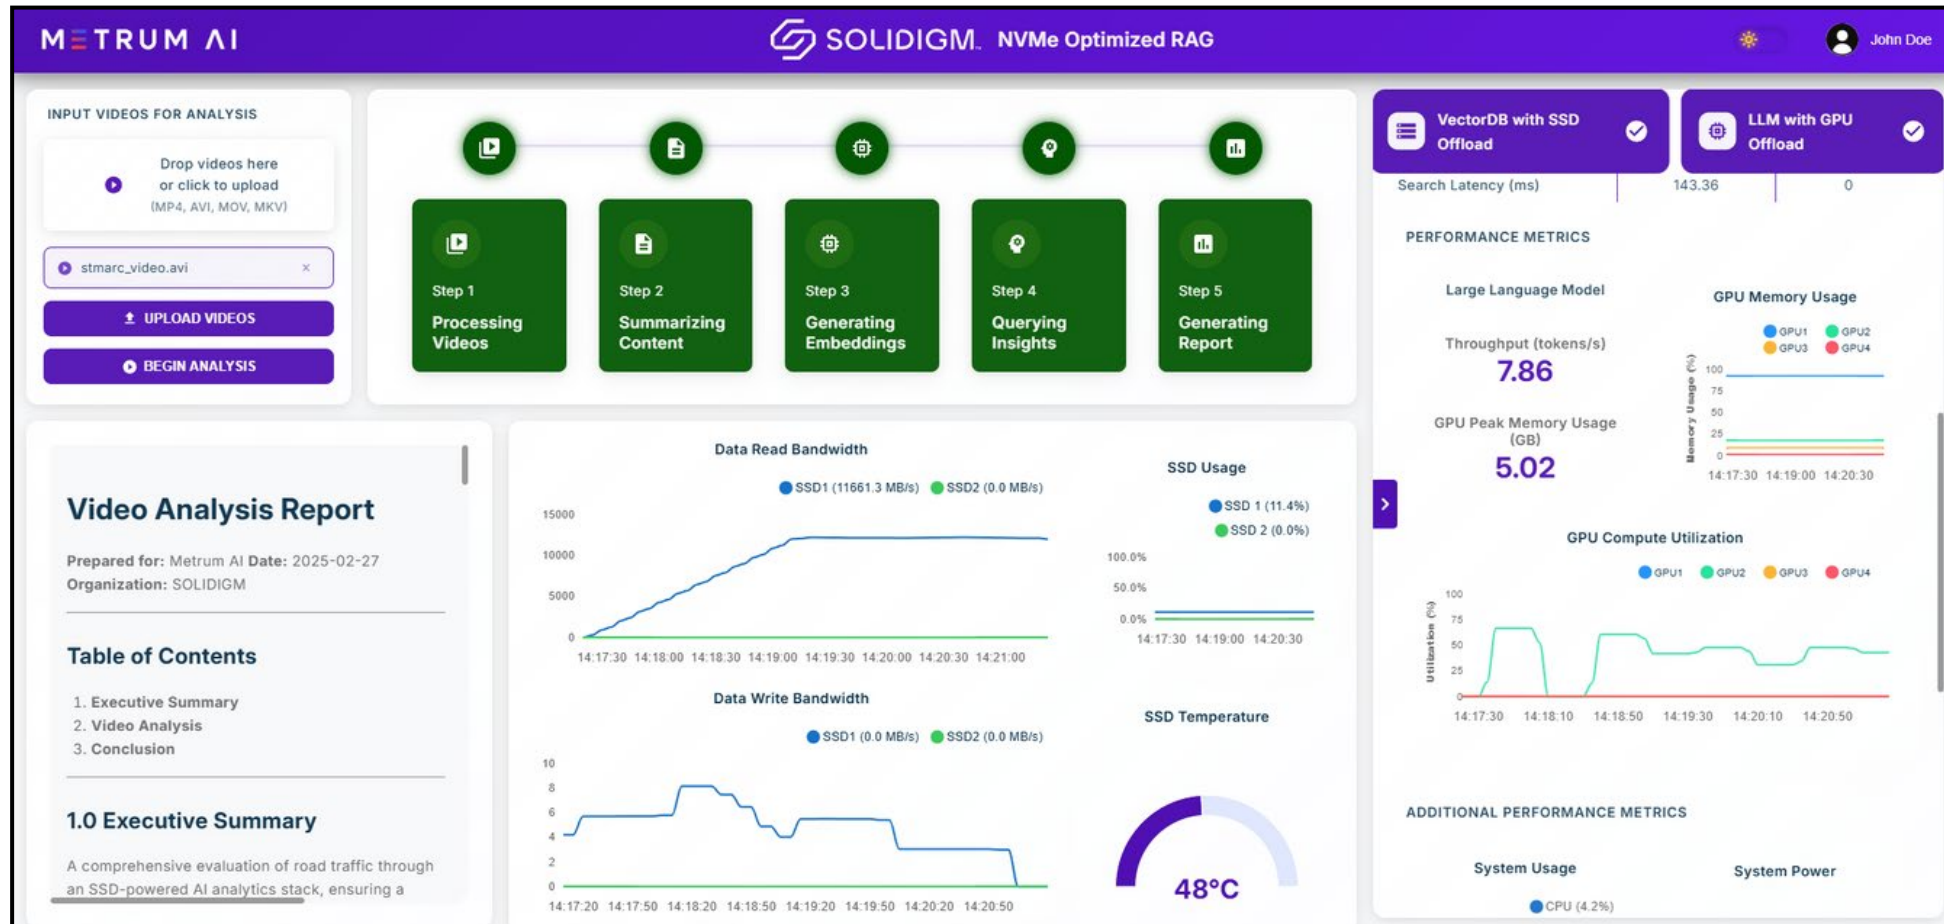 METRUM AI
SOLIDIGM™ NVMe Optimized RAG
John Doe
INPUT VIDEOS FOR ANALYSIS
Drop videos here
or click to upload
(MP4, AVI, MOV, MKV)
stmarc_video.avi ×
UPLOAD VIDEOS
BEGIN ANALYSIS
Step 1
Processing
Videos
Step 2
Summarizing
Content
Step 3
Generating
Embeddings
Step 4
Querying
Insights
Step 5
Generating
Report
VectorDB with SSD
Offload
LLM with GPU
Offload
Search Latency (ms) 143.36 0
PERFORMANCE METRICS
Large Language Model
Throughput (tokens/s)
7.86
GPU Peak Memory Usage
(GB)
5.02
GPU Memory Usage
GPU1 GPU2
GPU3 GPU4
Memory Usage (%)
100
75
50
25
0
14:17:30 14:19:00 14:20:30
GPU Compute Utilization
GPU1 GPU2 GPU3 GPU4
Utilization (%)
100
75
50
25
0
14:17:30 14:18:10 14:18:50 14:19:30 14:20:10 14:20:50
ADDITIONAL PERFORMANCE METRICS
System Usage
CPU (4.2%)
System Power
Video Analysis Report
Prepared for: Metrum AI Date: 2025-02-27
Organization: SOLIDIGM
Table of Contents
1. Executive Summary
2. Video Analysis
3. Conclusion
1.0 Executive Summary
A comprehensive evaluation of road traffic through
an SSD-powered AI analytics stack, ensuring a
Data Read Bandwidth
SSD1 (11661.3 MB/s) SSD2 (0.0 MB/s)
15000
10000
5000
0
14:17:30 14:18:00 14:18:30 14:19:00 14:19:30 14:20:00 14:20:30 14:21:00
SSD Usage
SSD 1 (11.4%)
SSD 2 (0.0%)
100.0%
50.0%
0.0%
14:17:30 14:19:00 14:20:30
Data Write Bandwidth
SSD1 (0.0 MB/s) SSD2 (0.0 MB/s)
10
8
6
4
2
0
14:17:20 14:17:50 14:18:20 14:18:50 14:19:20 14:19:50 14:20:20 14:20:50
SSD Temperature
48°C